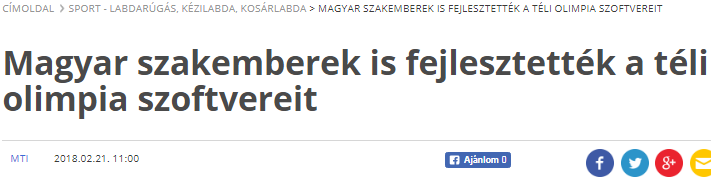 CÍMOLDAL > SPORT - LABDARÚGÁS, KÉZILABDA, KOSÁRLABDA > MAGYAR SZAKEMBEREK IS FEJLESZTETTÉK A TÉLI OLIMPIA SZOFTVEREIT
Magyar szakemberek is fejlesztették a téli
olimpia szoftvereit
MTI 2018.02.21. 11:00 Ajánlom 0